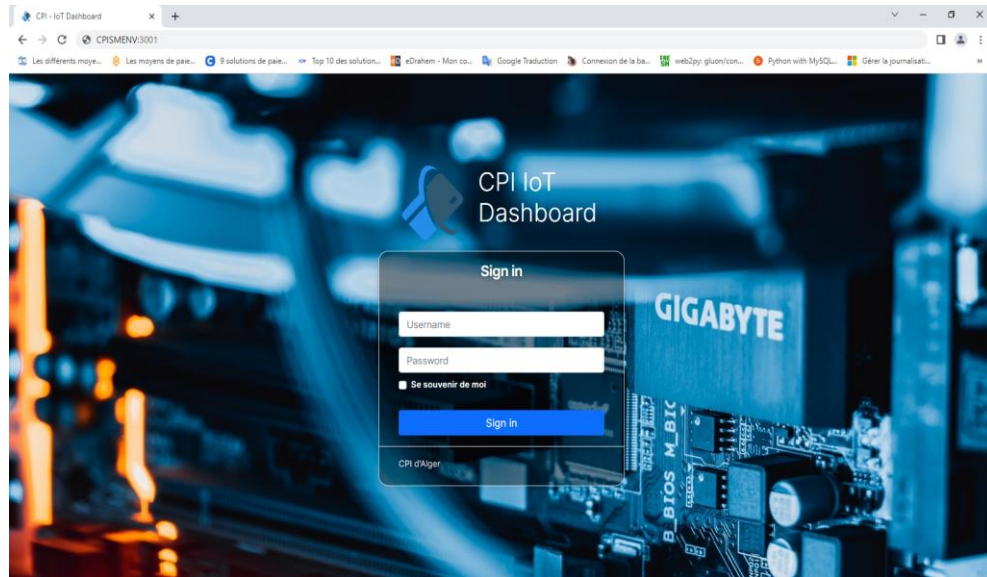 CPI - IoT Dashboard
CPISMENV:3001
Les différents moye...
Les moyens de paie...
9 solutions de paie...
Top 10 des solution...
eDrahem - Mon co...
Google Traduction
Connexion de la ba...
web2py: gluon/con...
Python with MySQL...
Gérer la journalisati...
CPI IoT
Dashboard
Sign in
GIGABYTE
Username
Password
Se souvenir de moi
Sign in
CPI d'Alger
M_BIOS
B_BIOS